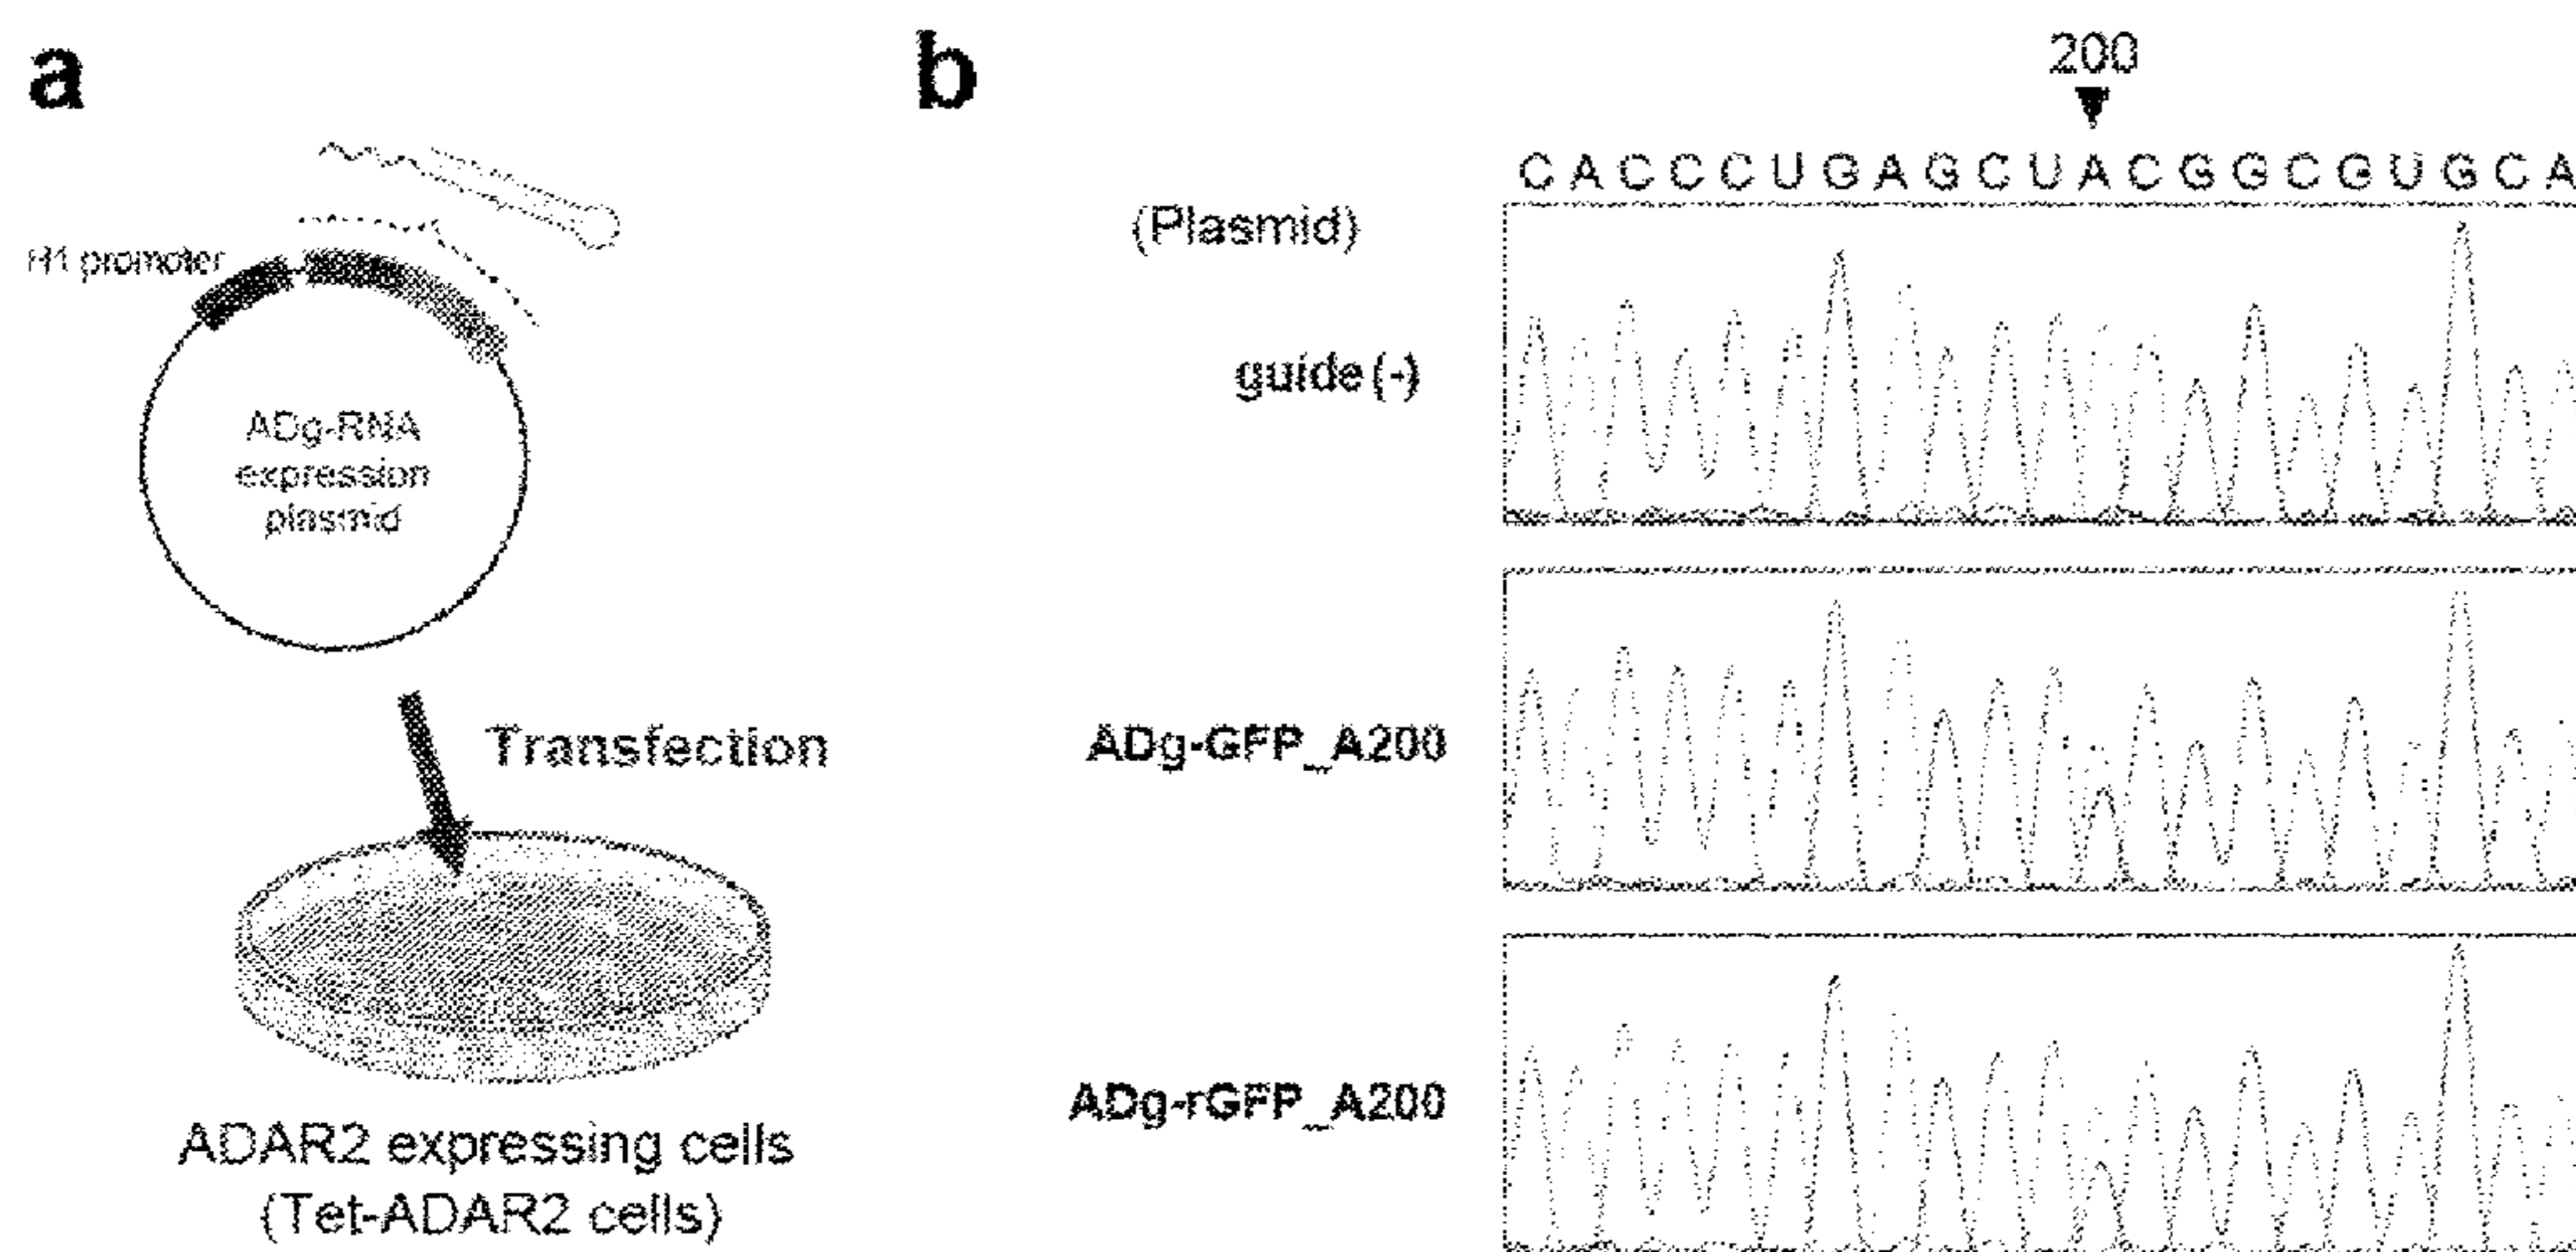 a
H1 promoter
ADg-RNA
expression
plasmid
Transfection
ADAR2 expressing cells
(Tet-ADAR2 cells)
b
200
C A C C C U G A G C U A C G G C G U G C A
(Plasmid)
guide (-)
ADg-GFP_A200
ADg-rGFP_A200